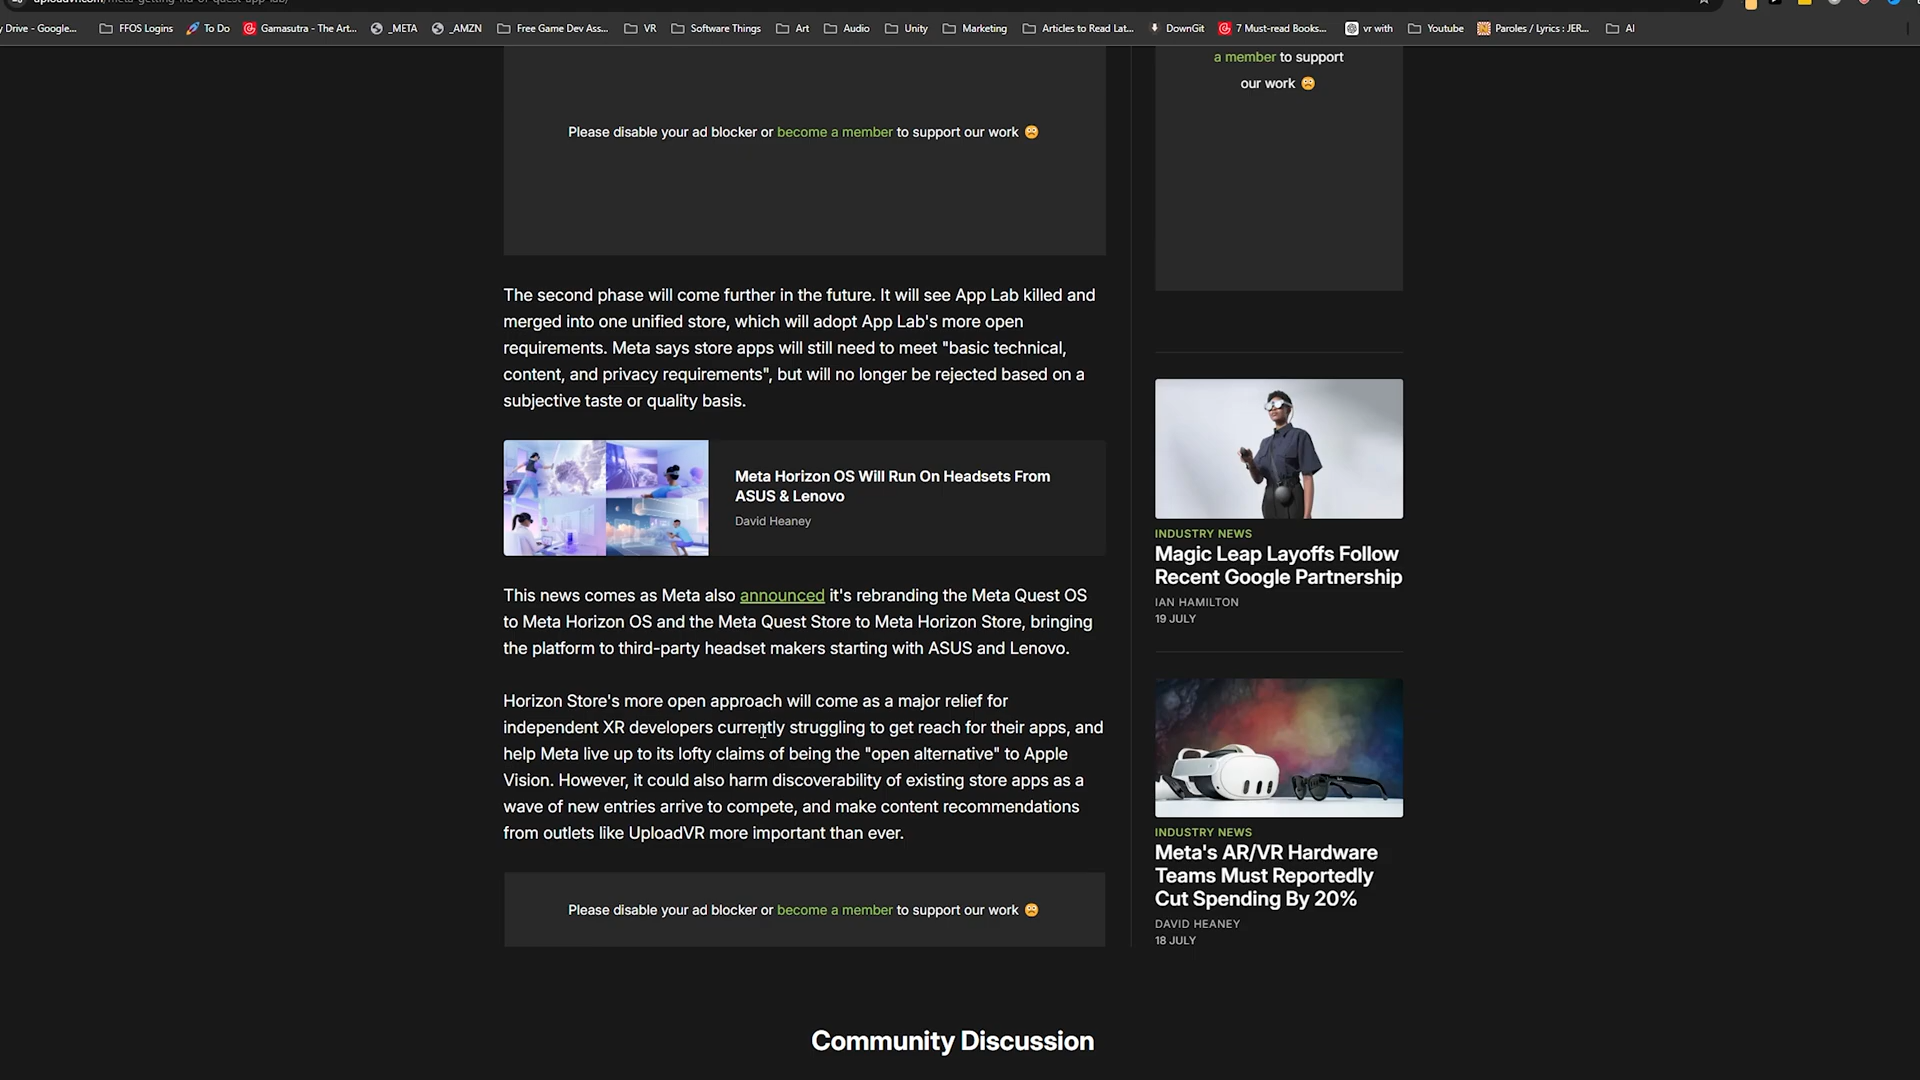 y Drive - Google...
FFOS Logins
To Do
Gamasutra - The Art...
_META
_AMZN
Free Game Dev Ass...
VR
Software Things
Art
Audio
Unity
Marketing
Articles to Read Lat...
DownGit
7 Must-read Books...
vr with
Youtube
Paroles / Lyrics : JER...
AI
Please disable your ad blocker or become a member to support our work
The second phase will come further in the future. It will see App Lab killed and
merged into one unified store, which will adopt App Lab's more open
requirements. Meta says store apps will still need to meet "basic technical,
content, and privacy requirements", but will no longer be rejected based on a
subjective taste or quality basis.
Meta Horizon OS Will Run On Headsets From
ASUS & Lenovo
David Heaney
This news comes as Meta also announced it's rebranding the Meta Quest OS
to Meta Horizon OS and the Meta Quest Store to Meta Horizon Store, bringing
the platform to third-party headset makers starting with ASUS and Lenovo.
Horizon Store's more open approach will come as a major relief for
independent XR developers currently struggling to get reach for their apps, and
help Meta live up to its lofty claims of being the "open alternative" to Apple
Vision. However, it could also harm discoverability of existing store apps as a
wave of new entries arrive to compete, and make content recommendations
from outlets like UploadVR more important than ever.
Please disable your ad blocker or become a member to support our work
a member to support
our work
INDUSTRY NEWS
Magic Leap Layoffs Follow
Recent Google Partnership
IAN HAMILTON
19 JULY
INDUSTRY NEWS
Meta's AR/VR Hardware
Teams Must Reportedly
Cut Spending By 20%
DAVID HEANEY
18 JULY
Community Discussion